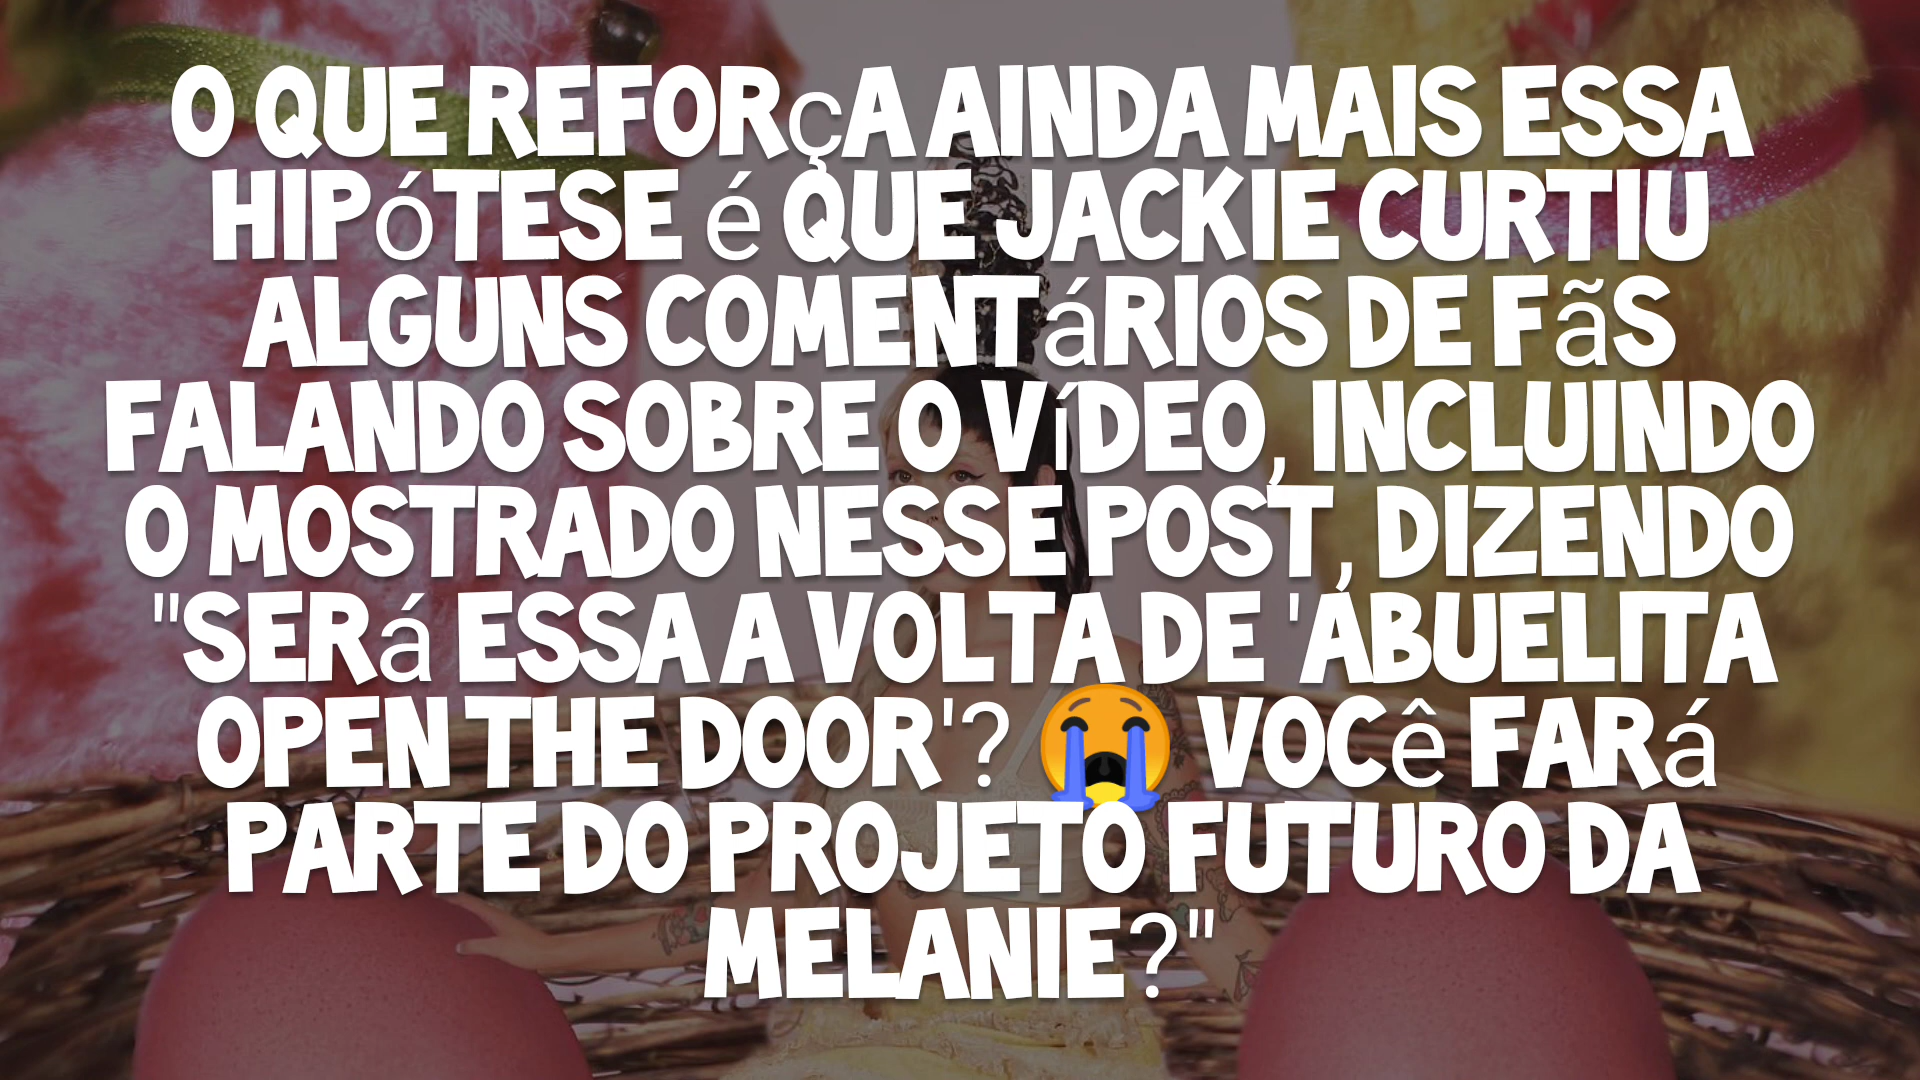 O QUE REFORçA AINDA MAIS ESSA
HIPóTESE é QUE JACKIE CURTIU
ALGUNS COMENTáRIOS DE FãS
FALANDO SOBRE O VíDEO, INCLUINDO
O MOSTRADO NESSE POST, DIZENDO
"SERá ESSA A VOLTA DE 'ABUELITA
OPEN THE DOOR'? 😭 VOCê FARá
PARTE DO PROJETO FUTURO DA
MELANIE?"